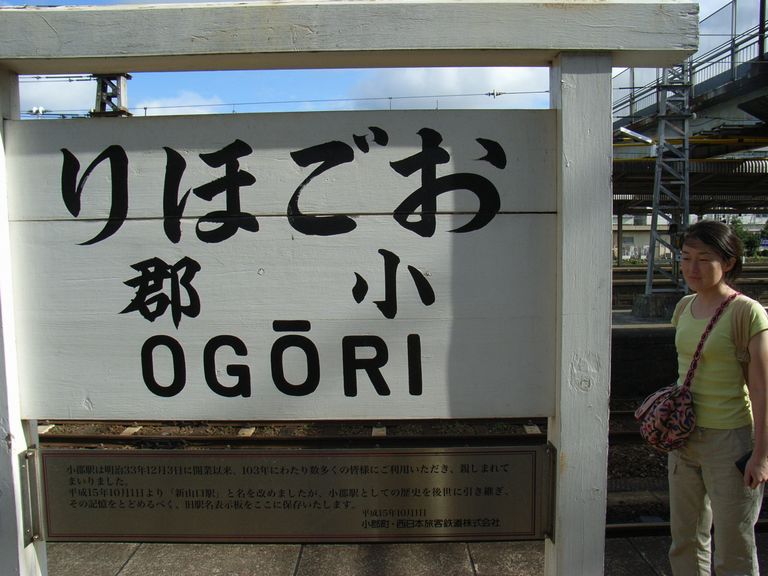 おごほり
小郡
OGŌRI
小郡駅は明治33年12月3日に開業以来、103年にわたり数多くの皆様にご利用いただき、親しまれて
まいりました。
平成15年10月1日より「新山口駅」と名を改めましたが、小郡駅としての歴史を後世に引き継ぎ、
その記憶をとどめるべく、旧駅名表示板をここに保存いたします。
平成15年10月1日
小郡町・西日本旅客鉄道株式会社